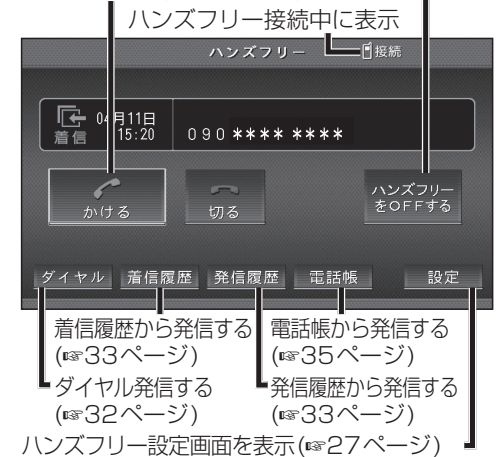 ハンズフリー接続中に表示
ハンズフリー 接続
着信 04月11日 15:20 090 **** ****
かける 切る ハンズフリーをOFFする
ダイヤル 着信履歴 発信履歴 電話帳 設定
着信履歴から発信する
(☞33ページ)
電話帳から発信する
(☞35ページ)
ダイヤル発信する
(☞32ページ)
発信履歴から発信する
(☞33ページ)
ハンズフリー設定画面を表示(☞27ページ)